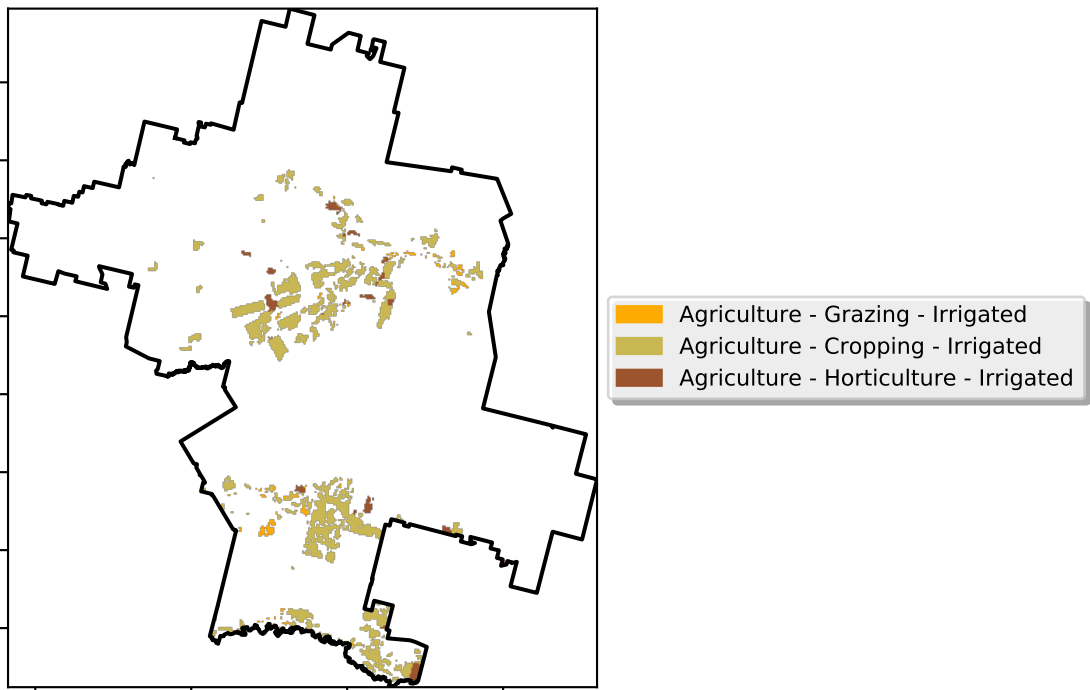 Agriculture - Grazing - Irrigated
Agriculture - Cropping - Irrigated
Agriculture - Horticulture - Irrigated